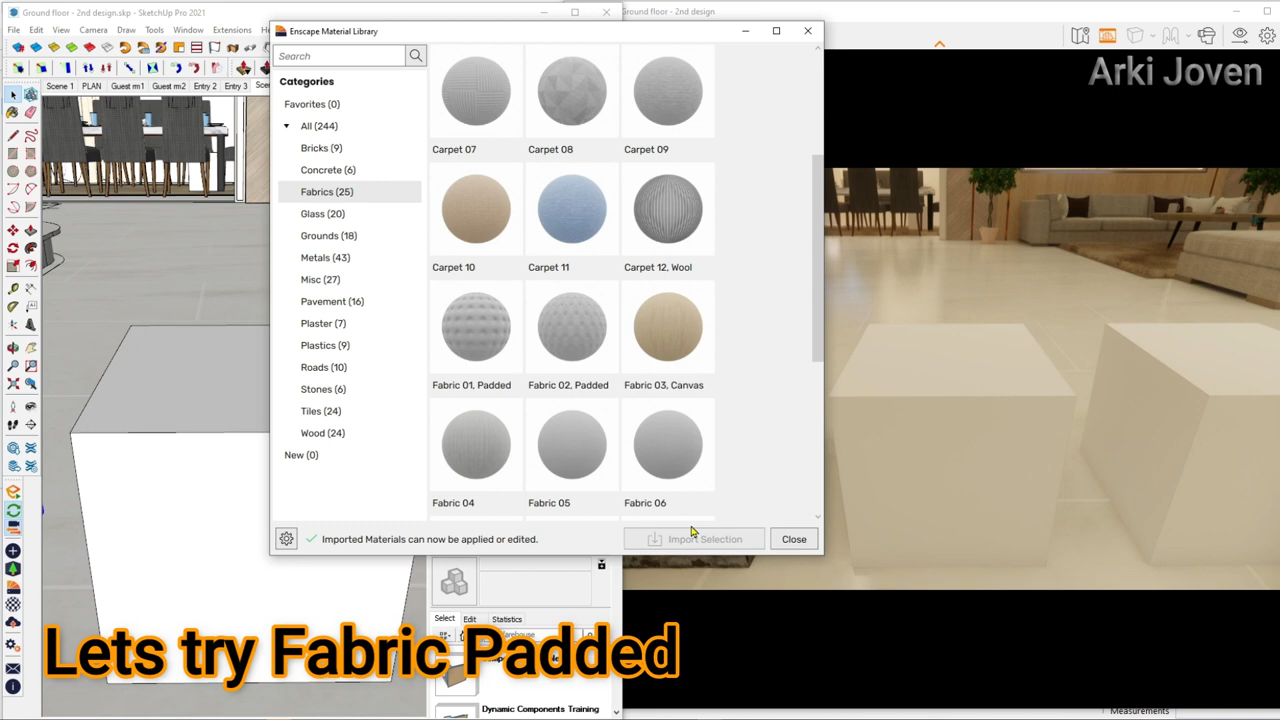 Ground floor - 2nd design.skp - SketchUp Pro 2021
File Edit View Camera Draw Tools Window Extensions
Scene 1 PLAN Guest rm1 Guest rm2 Entry 2 Entry 3
Enscape Material Library
Search
Categories
Favorites (0)
All (244)
Bricks (9)
Concrete (6)
Fabrics (25)
Glass (20)
Grounds (18)
Metals (43)
Misc (27)
Pavement (16)
Plaster (7)
Plastics (9)
Roads (10)
Stones (6)
Tiles (24)
Wood (24)
New (0)
Carpet 07 Carpet 08 Carpet 09
Carpet 10 Carpet 11 Carpet 12, Wool
Fabric 01, Padded Fabric 02, Padded Fabric 03, Canvas
Fabric 04 Fabric 05 Fabric 06
Imported Materials can now be applied or edited.
Import Selection
Close
floor - 2nd design
Arki Joven
Select Edit Statistics
Lets try Fabric Padded
Dynamic Components Training
Measurements